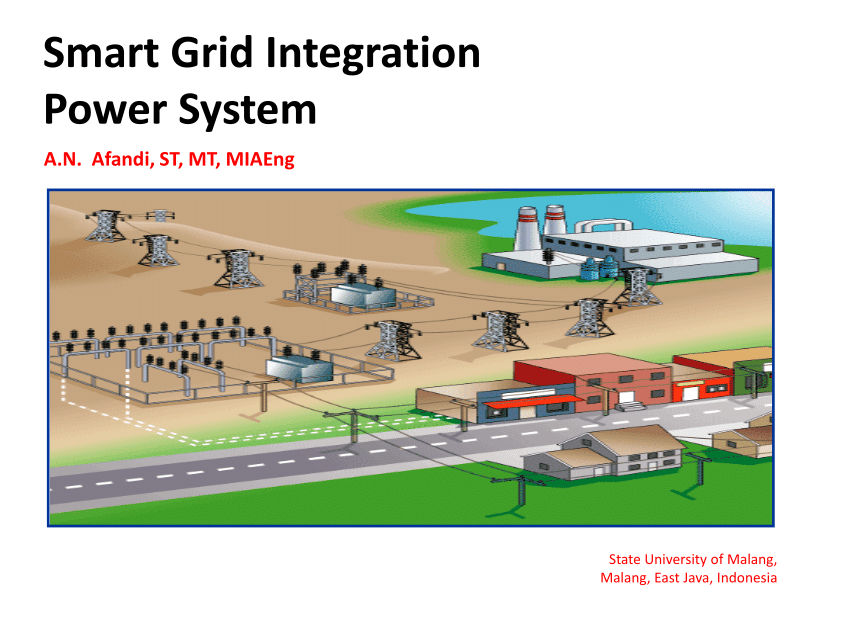 Smart Grid Integration
Power System
A.N.  Afandi, ST, MT, MIAEng
State University of Malang,
Malang, East Java, Indonesia